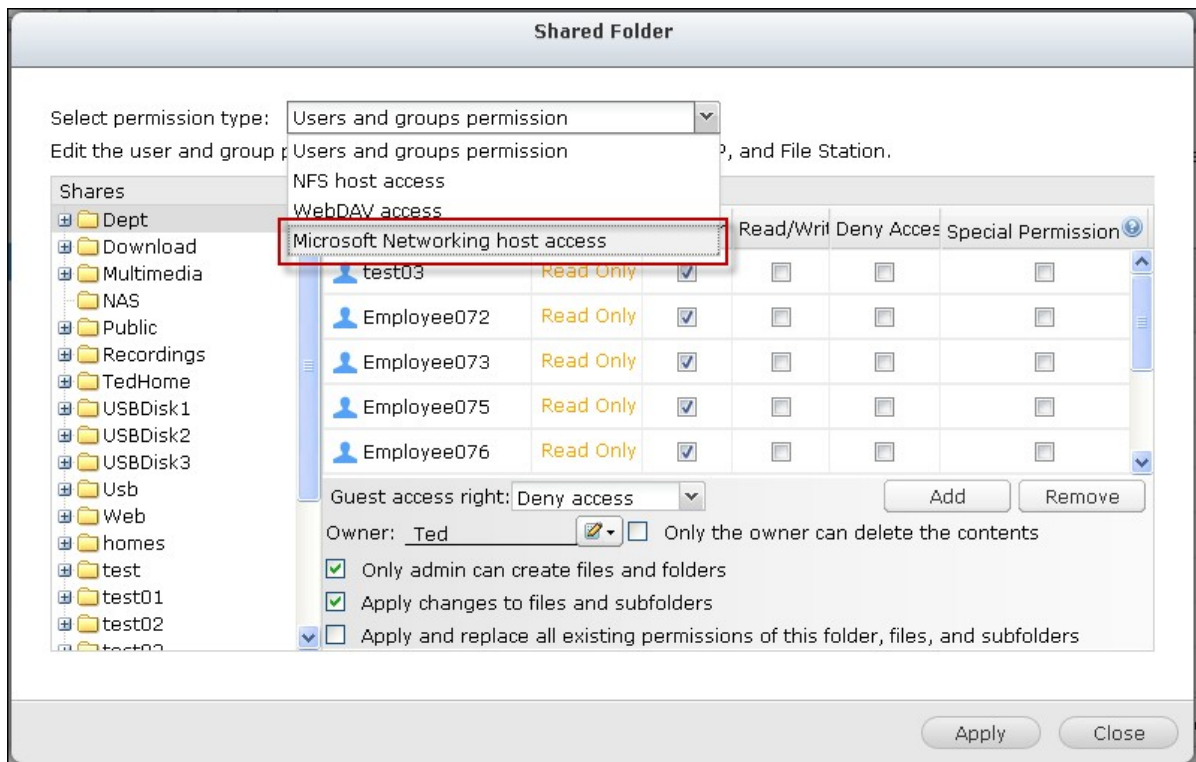 Shared Folder
Select permission type: Users and groups permission
Edit the user and group P, and File Station.
Users and groups permission
NFS host access
WebDAV access
Microsoft Networking host access
Shares
Dept
Download
Multimedia
NAS
Public
Recordings
TedHome
USBDisk1
USBDisk2
USBDisk3
Usb
Web
homes
test
test01
test02
Read/Writ Deny Acces Special Permission
test03 Read Only
Employee072 Read Only
Employee073 Read Only
Employee075 Read Only
Employee076 Read Only
Guest access right: Deny access Add Remove
Owner: Ted Only the owner can delete the contents
Only admin can create files and folders
Apply changes to files and subfolders
Apply and replace all existing permissions of this folder, files, and subfolders
Apply Close